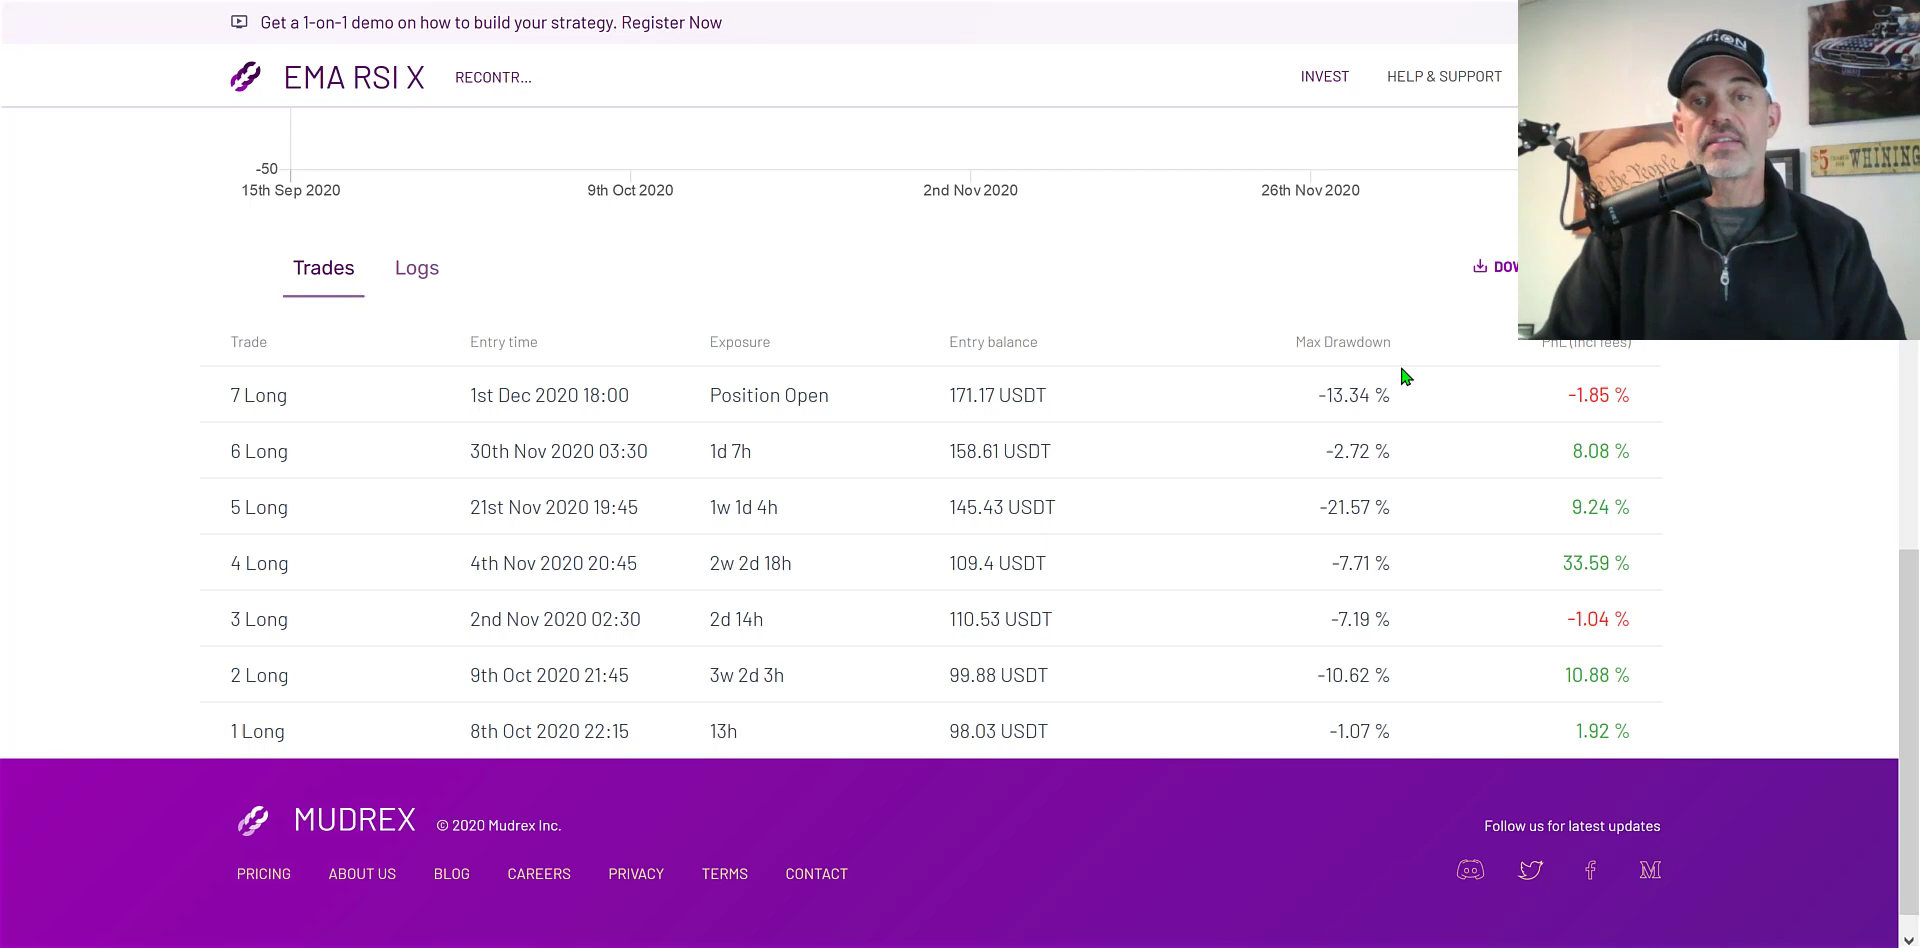 Get a 1-on-1 demo on how to build your strategy. Register Now
EMA RSI X RECONTR... INVEST HELP & SUPPORT
-50
15th Sep 2020 9th Oct 2020 2nd Nov 2020 26th Nov 2020
$5 WHINING
We the People
Trades Logs
Trade Entry time Exposure Entry balance Max Drawdown PnL (incl fees)
7 Long 1st Dec 2020 18:00 Position Open 171.17 USDT -13.34 % -1.85 %
6 Long 30th Nov 2020 03:30 1d 7h 158.61 USDT -2.72 % 8.08 %
5 Long 21st Nov 2020 19:45 1w 1d 4h 145.43 USDT -21.57 % 9.24 %
4 Long 4th Nov 2020 20:45 2w 2d 18h 109.4 USDT -7.71 % 33.59 %
3 Long 2nd Nov 2020 02:30 2d 14h 110.53 USDT -7.19 % -1.04 %
2 Long 9th Oct 2020 21:45 3w 2d 3h 99.88 USDT -10.62 % 10.88 %
1 Long 8th Oct 2020 22:15 13h 98.03 USDT -1.07 % 1.92 %
MUDREX © 2020 Mudrex Inc. Follow us for latest updates
PRICING ABOUT US BLOG CAREERS PRIVACY TERMS CONTACT